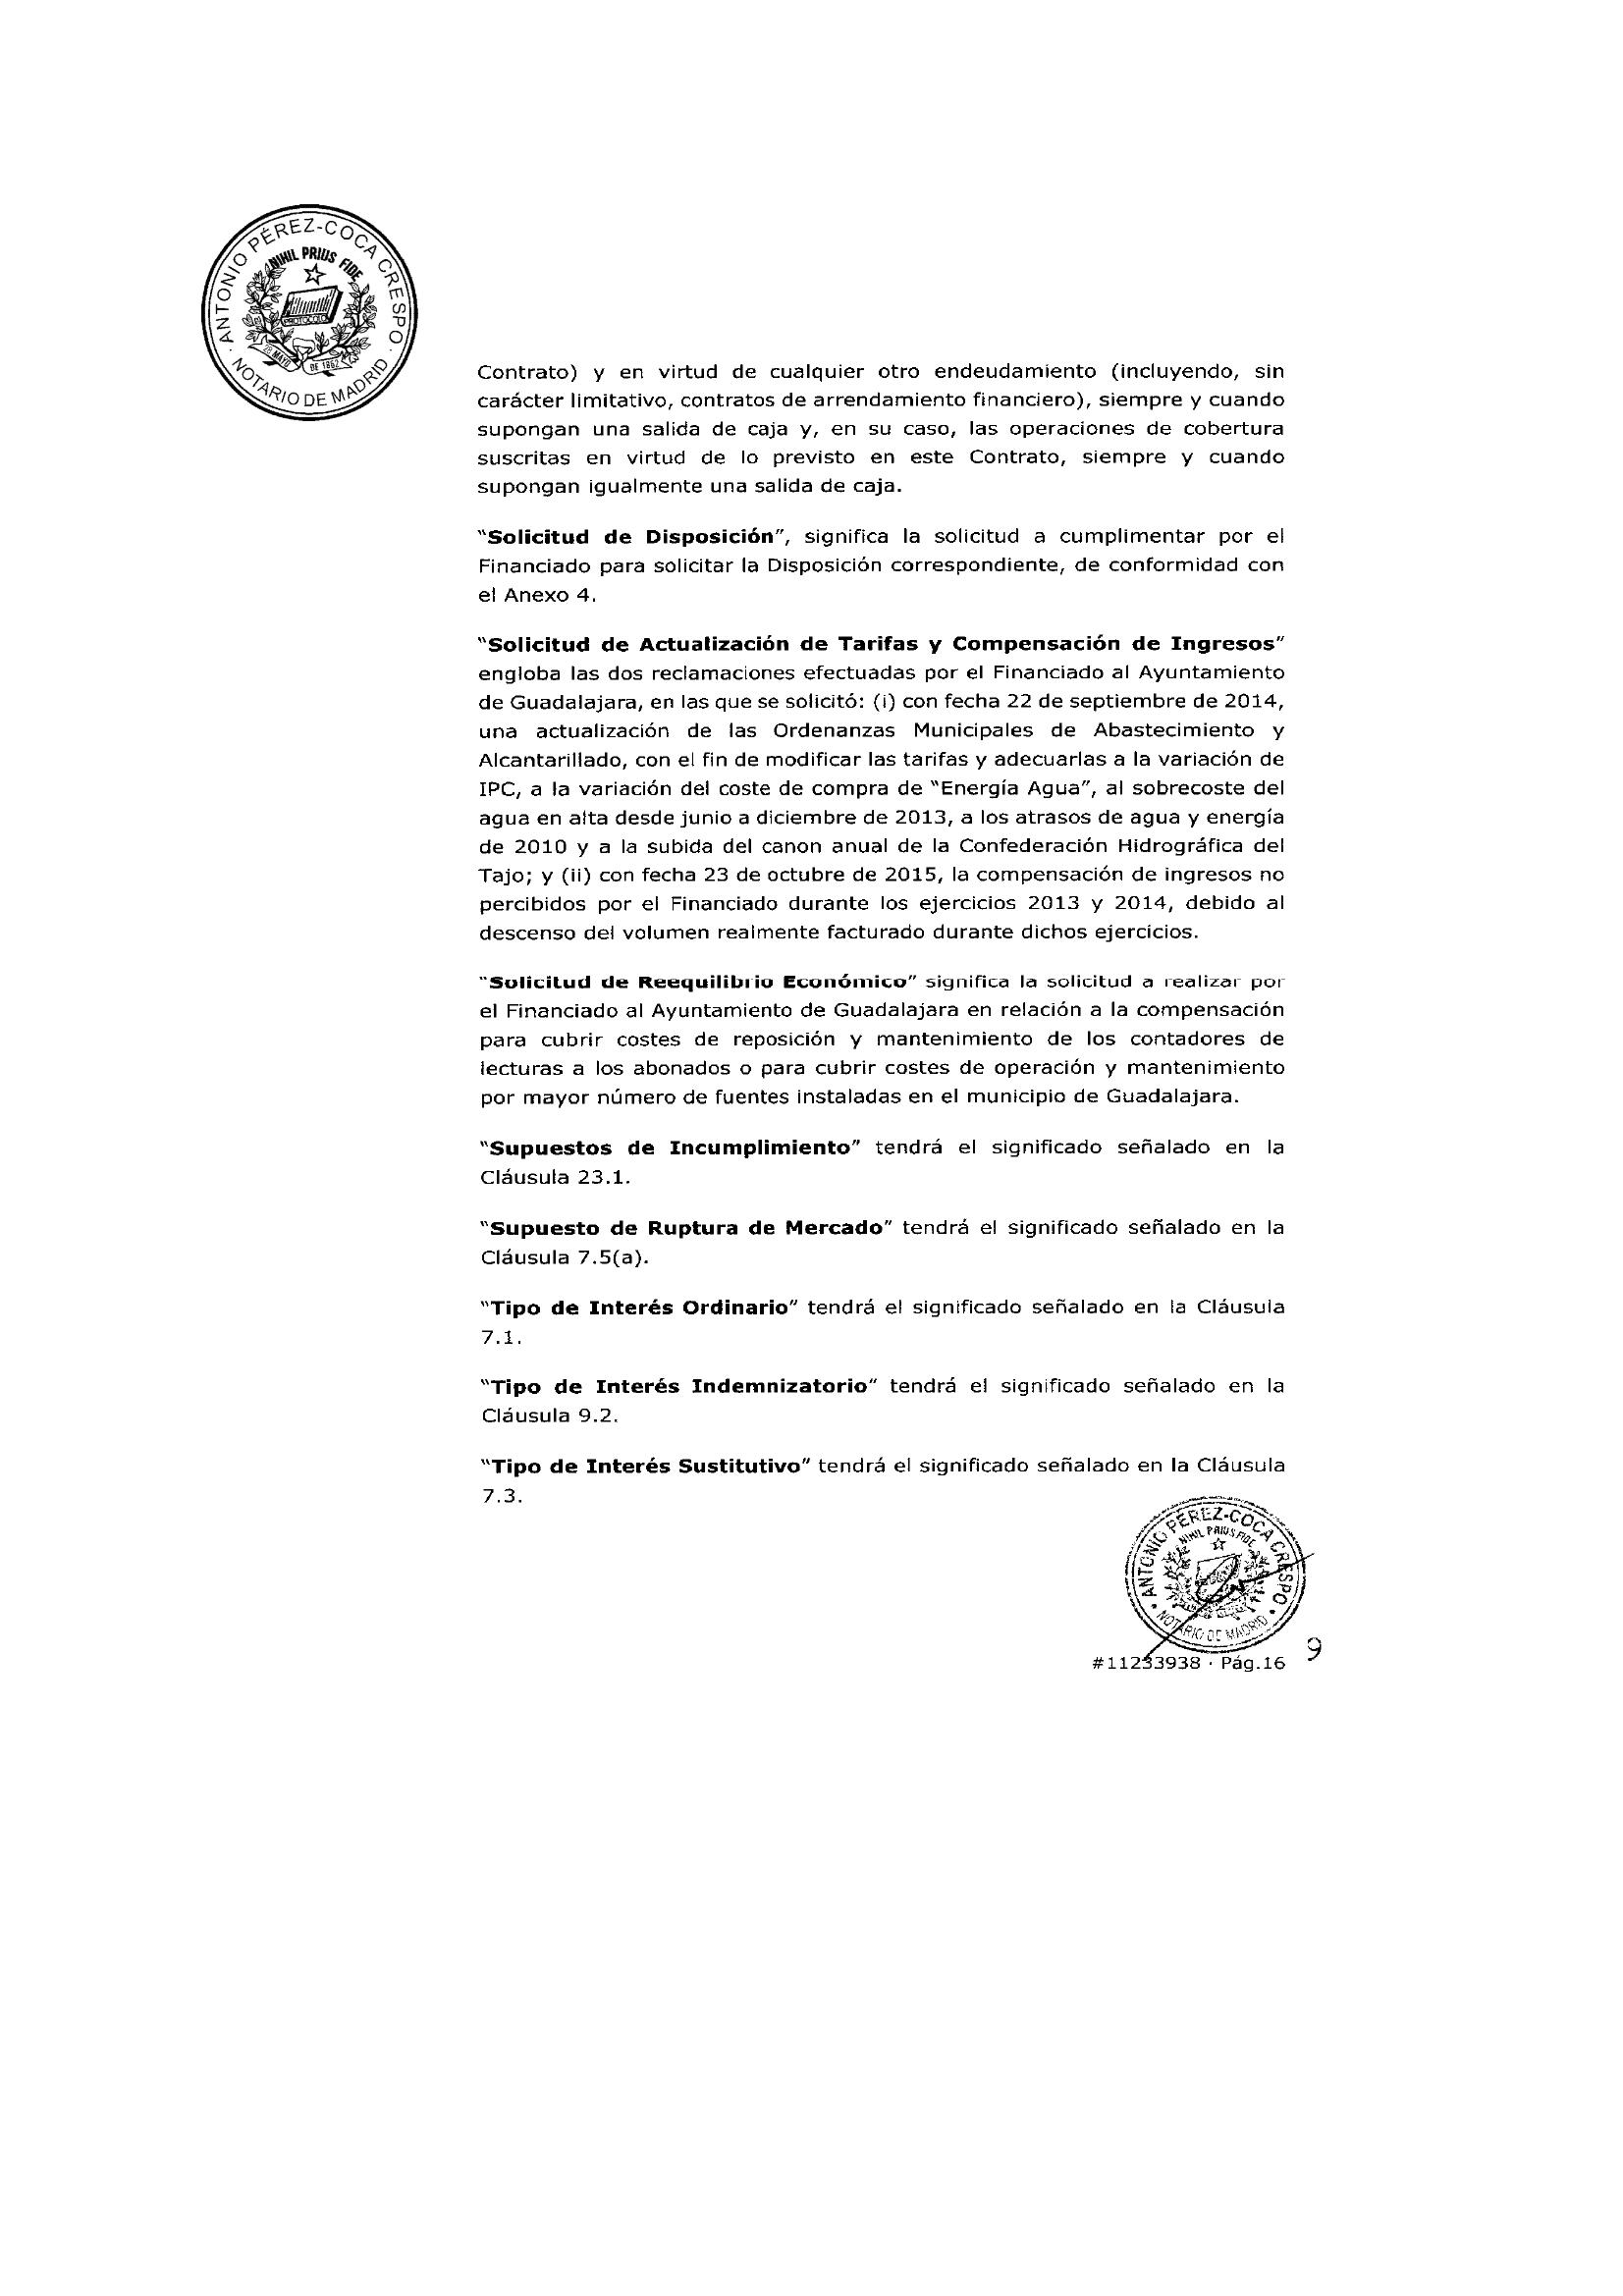 ANTONIO PÉREZ-COCA CRESPO
NIHIL PRIUS FIDE
PROTOCOLO
28 MAYO DE 1862
NOTARIO DE MADRID
Contrato) y en virtud de cualquier otro endeudamiento (incluyendo, sin
carácter limitativo, contratos de arrendamiento financiero), siempre y cuando
supongan una salida de caja y, en su caso, las operaciones de cobertura
suscritas en virtud de lo previsto en este Contrato, siempre y cuando
supongan igualmente una salida de caja.
"Solicitud de Disposición", significa la solicitud a cumplimentar por el
Financiado para solicitar la Disposición correspondiente, de conformidad con
el Anexo 4.
"Solicitud de Actualización de Tarifas y Compensación de Ingresos"
engloba las dos reclamaciones efectuadas por el Financiado al Ayuntamiento
de Guadalajara, en las que se solicitó: (i) con fecha 22 de septiembre de 2014,
una actualización de las Ordenanzas Municipales de Abastecimiento y
Alcantarillado, con el fin de modificar las tarifas y adecuarlas a la variación de
IPC, a la variación del coste de compra de "Energía Agua", al sobrecoste del
agua en alta desde junio a diciembre de 2013, a los atrasos de agua y energía
de 2010 y a la subida del canon anual de la Confederación Hidrográfica del
Tajo; y (ii) con fecha 23 de octubre de 2015, la compensación de ingresos no
percibidos por el Financiado durante los ejercicios 2013 y 2014, debido al
descenso del volumen realmente facturado durante dichos ejercicios.
"Solicitud de Reequilibrio Económico" significa la solicitud a realizar por
el Financiado al Ayuntamiento de Guadalajara en relación a la compensación
para cubrir costes de reposición y mantenimiento de los contadores de
lecturas a los abonados o para cubrir costes de operación y mantenimiento
por mayor número de fuentes instaladas en el municipio de Guadalajara.
"Supuestos de Incumplimiento" tendrá el significado señalado en la
Cláusula 23.1.
"Supuesto de Ruptura de Mercado" tendrá el significado señalado en la
Cláusula 7.5(a).
"Tipo de Interés Ordinario" tendrá el significado señalado en la Cláusula
7.1.
"Tipo de Interés Indemnizatorio" tendrá el significado señalado en la
Cláusula 9.2.
"Tipo de Interés Sustitutivo" tendrá el significado señalado en la Cláusula
7.3.
ANTONIO PÉREZ-COCA CRESPO
NIHIL PRIUS FIDE
NOTARIO DE MADRID
#11233938 · Pág.16
9